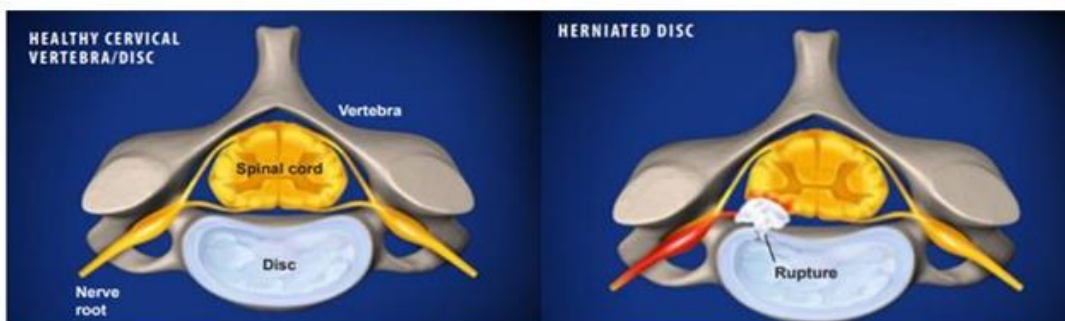 HEALTHY CERVICAL
VERTEBRA/DISC
Vertebra
Spinal cord
Disc
Nerve
root
HERNIATED DISC
Rupture